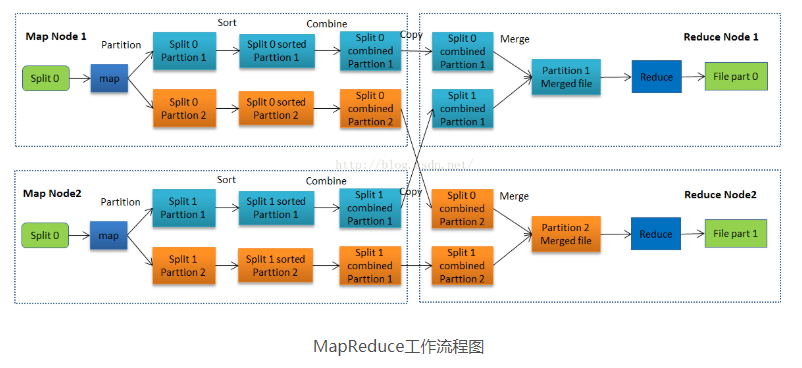 Map Node 1
Partition
Sort
Combine
Copy
Merge
Reduce Node 1
Split 0
map
Split 0
Parttion 1
Split 0 sorted
Parttion 1
Split 0
combined
Parttion 1
Split 0
combined
Parttion 1
Partition 1
Merged file
Reduce
File part 0
Split 0
Parttion 2
Split 0 sorted
Parttion 2
Split 0
combined
Parttion 2
Split 1
combined
Parttion 1
http://blog.csdn.net/
Map Node2
Partition
Sort
Combine
Copy
Merge
Reduce Node2
Split 0
map
Split 1
Parttion 1
Split 1 sorted
Parttion 1
Split 1
combined
Parttion 1
Split 0
combined
Parttion 2
Partition 2
Merged file
Reduce
File part 1
Split 1
Parttion 2
Split 1 sorted
Parttion 2
Split 1
combined
Parttion 1
Split 1
combined
Parttion 2
MapReduce工作流程图